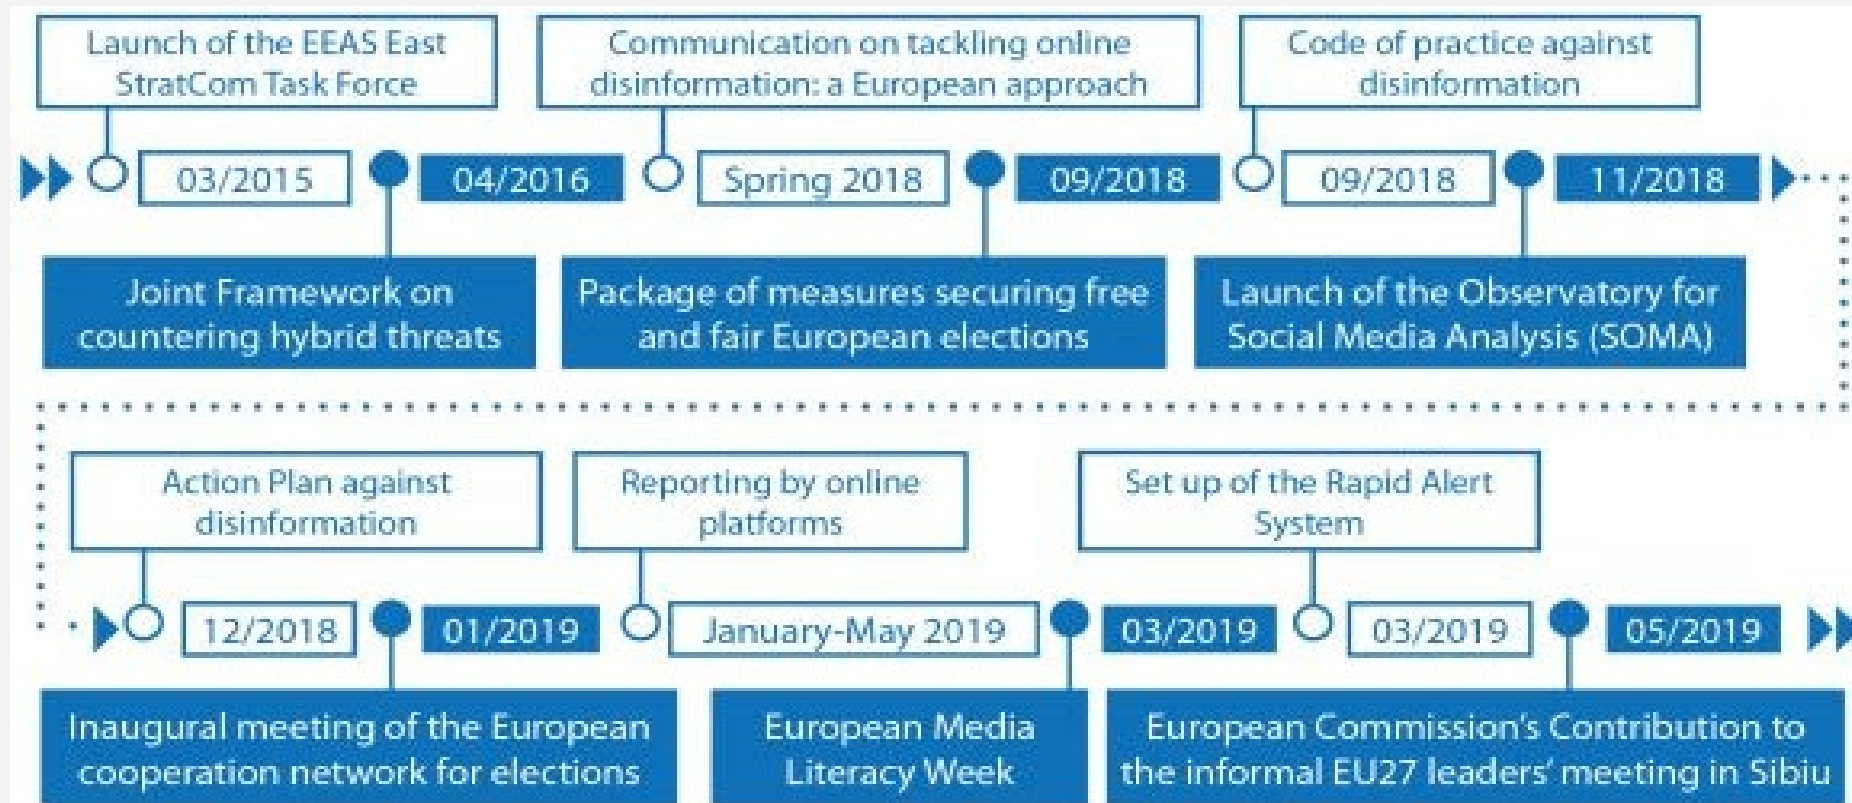 Launch of the EEAS East
StratCom Task Force
Communication on tackling online
disinformation: a European approach
Code of practice against
disinformation
03/2015
04/2016
Spring 2018
09/2018
09/2018
11/2018
Joint Framework on
countering hybrid threats
Package of measures securing free
and fair European elections
Launch of the Observatory for
Social Media Analysis (SOMA)
Action Plan against
disinformation
Reporting by online
platforms
Set up of the Rapid Alert
System
12/2018
01/2019
January-May 2019
03/2019
03/2019
05/2019
Inaugural meeting of the European
cooperation network for elections
European Media
Literacy Week
European Commission's Contribution to
the informal EU27 leaders' meeting in Sibiu